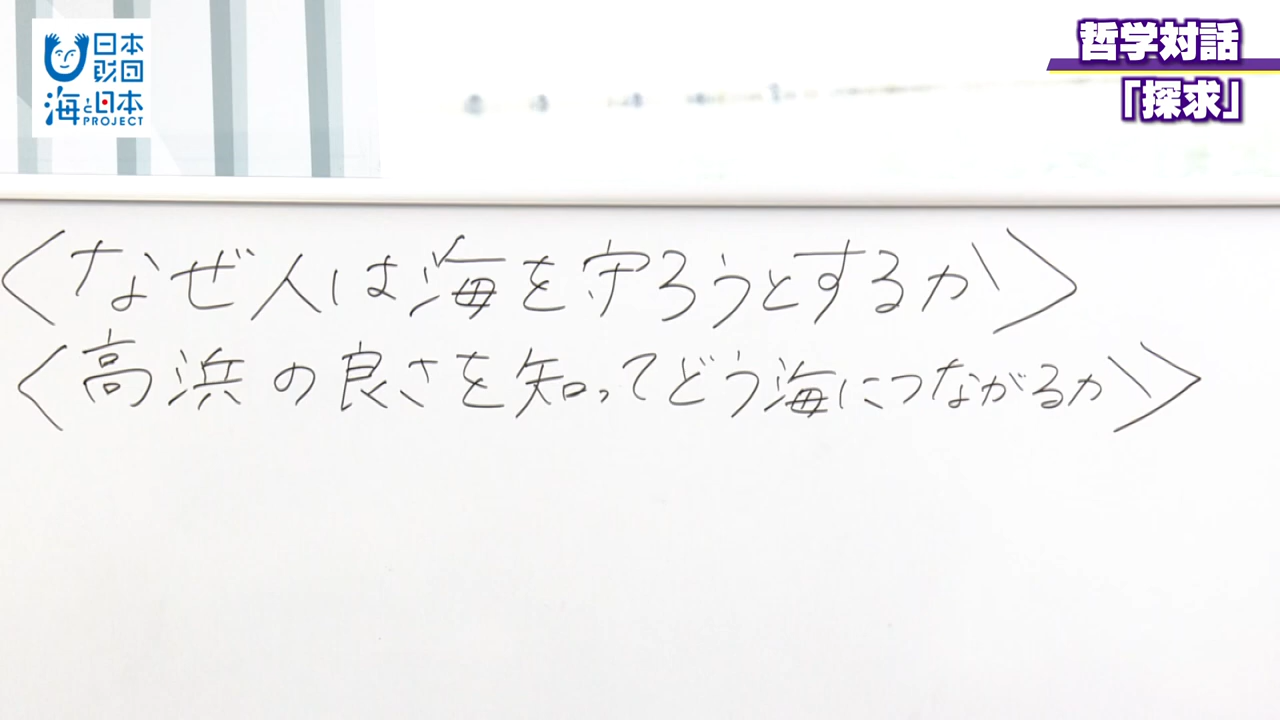 日本
財団
海と日本
PROJECT
哲学対話
「探求」
<なぜ人は海を守ろうとするか>
<高浜の良さを知ってどう海につながるか>